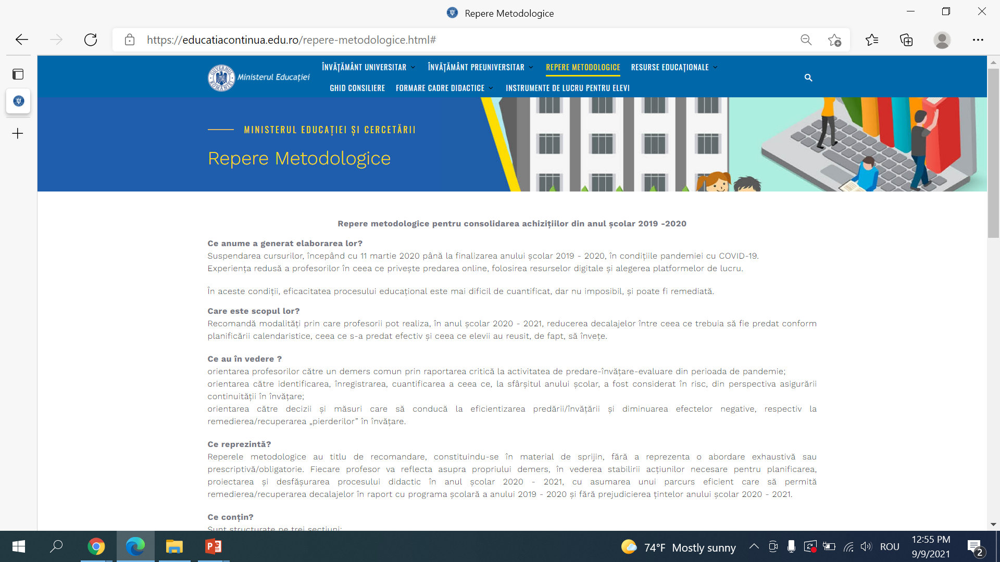 Repere Metodologice
https://educatiacontinua.edu.ro/repere-metodologice.html#
GUVERNUL ROMÂNIEI
Ministerul Educației
ÎNVĂȚĂMÂNT UNIVERSITAR ÎNVĂȚĂMÂNT PREUNIVERSITAR REPERE METODOLOGICE RESURSE EDUCAȚIONALE
GHID CONSILIERE FORMARE CADRE DIDACTICE INSTRUMENTE DE LUCRU PENTRU ELEVI
MINISTERUL EDUCAȚIEI ȘI CERCETĂRII
Repere Metodologice
Repere metodologice pentru consolidarea achizițiilor din anul școlar 2019 -2020
Ce anume a generat elaborarea lor?
Suspendarea cursurilor, începând cu 11 martie 2020 până la finalizarea anului școlar 2019 - 2020, în condițiile pandemiei cu COVID-19.
Experiența redusă a profesorilor în ceea ce privește predarea online, folosirea resurselor digitale și alegerea platformelor de lucru.
În aceste condiții, eficacitatea procesului educațional este mai dificil de cuantificat, dar nu imposibil, și poate fi remediată.
Care este scopul lor?
Recomandă modalități prin care profesorii pot realiza, în anul școlar 2020 - 2021, reducerea decalajelor între ceea ce trebuia să fie predat conform
planificării calendaristice, ceea ce s-a predat efectiv și ceea ce elevii au reusit, de fapt, să învețe.
Ce au în vedere ?
orientarea profesorilor către un demers comun prin raportarea critică la activitatea de predare-învățare-evaluare din perioada de pandemie;
orientarea către identificarea, înregistrarea, cuantificarea a ceea ce, la sfârșitul anului școlar, a fost considerat în risc, din perspectiva asigurării
continuității în învățare;
orientarea către decizii și măsuri care să conducă la eficientizarea predării/învățării și diminuarea efectelor negative, respectiv la
remedierea/recuperarea „pierderilor” în învățare.
Ce reprezintă?
Reperele metodologice au titlu de recomandare, constituindu-se în material de sprijin, fără a reprezenta o abordare exhaustivă sau
prescriptivă/obligatorie. Fiecare profesor va reflecta asupra propriului demers, în vederea stabilirii acțiunilor necesare pentru planificarea,
proiectarea și desfășurarea procesului didactic în anul școlar 2020 - 2021, cu asumarea unui parcurs eficient care să permită
remedierea/recuperarea decalajelor în raport cu programa școlară a anului 2019 - 2020 și fără prejudicierea țintelor anului școlar 2020 - 2021.
Ce conțin?
Sunt structurate pe trei secțiuni:
74°F Mostly sunny
ROU
12:55 PM
9/9/2021
2